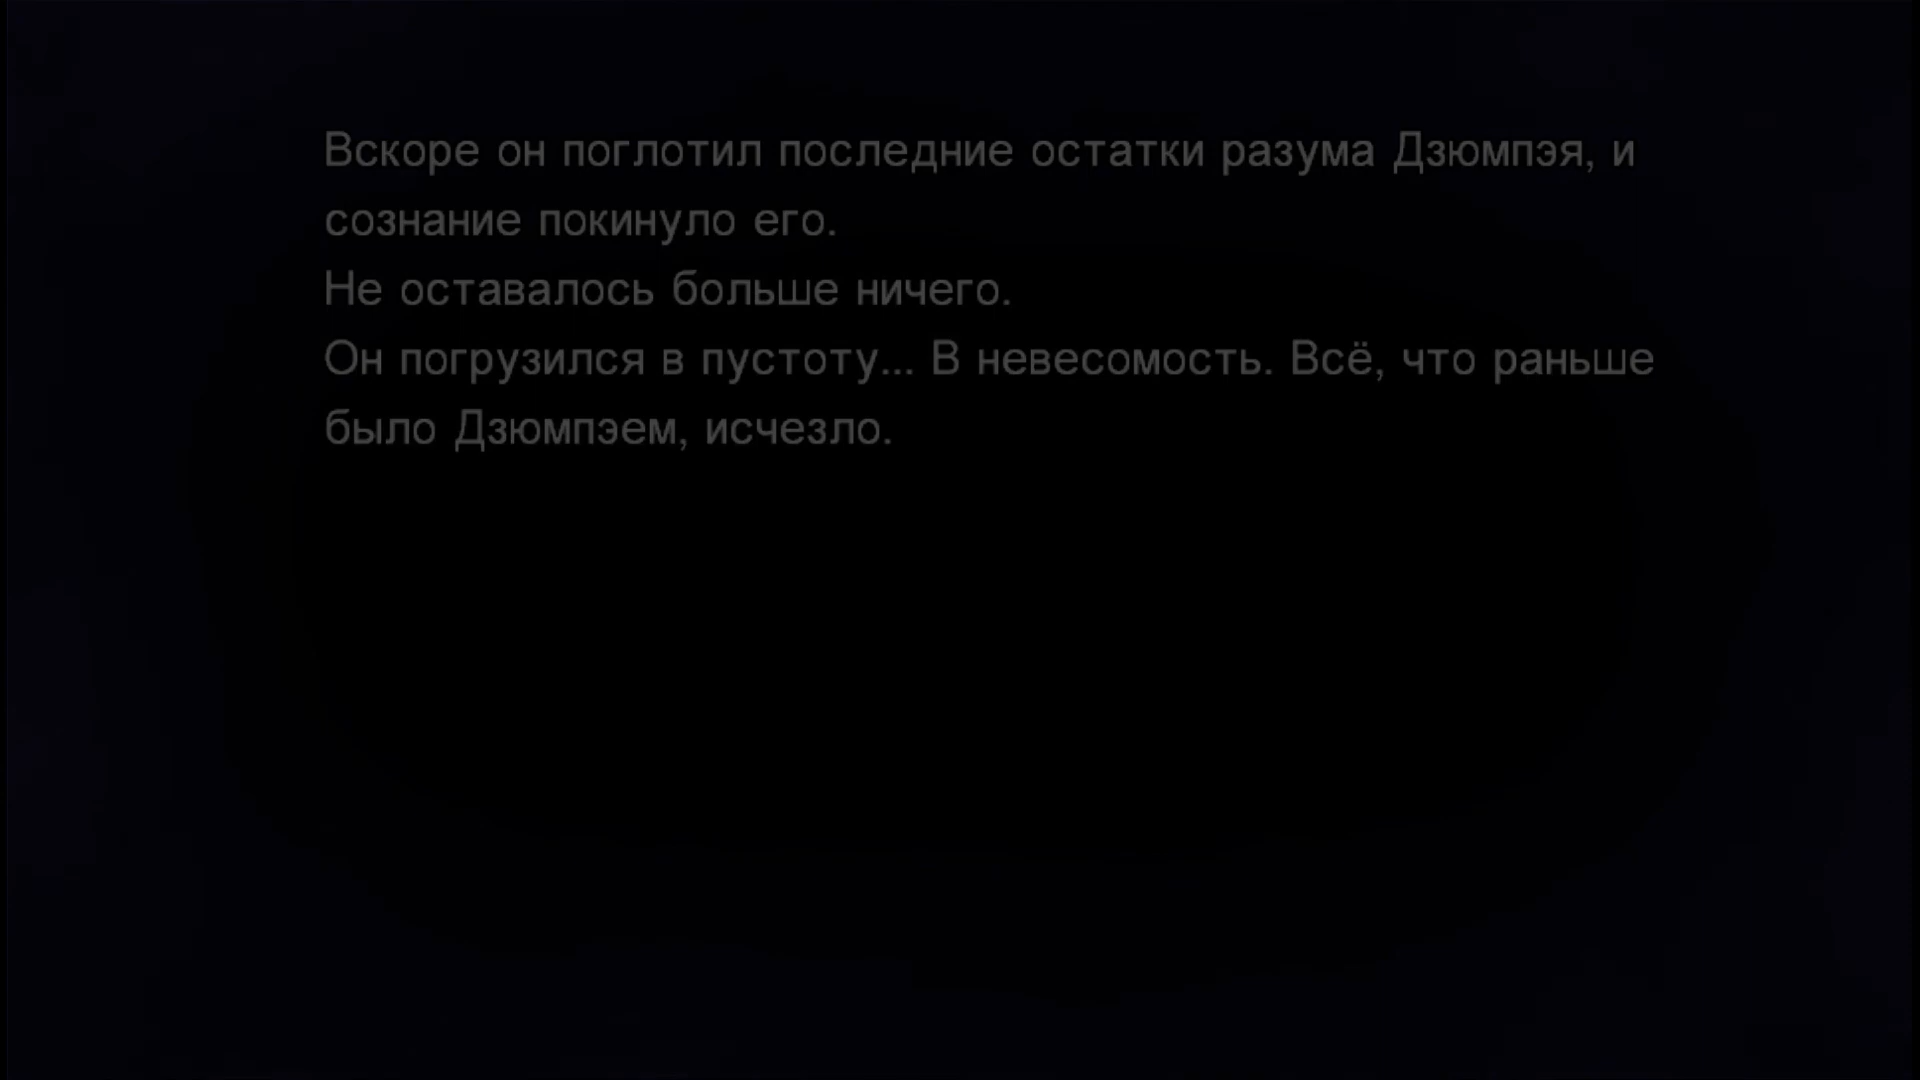 Вскоре он поглотил последние остатки разума Дзюмпэя, и
сознание покинуло его.
Не оставалось больше ничего.
Он погрузился в пустоту... В невесомость. Всё, что раньше
было Дзюмпэем, исчезло.